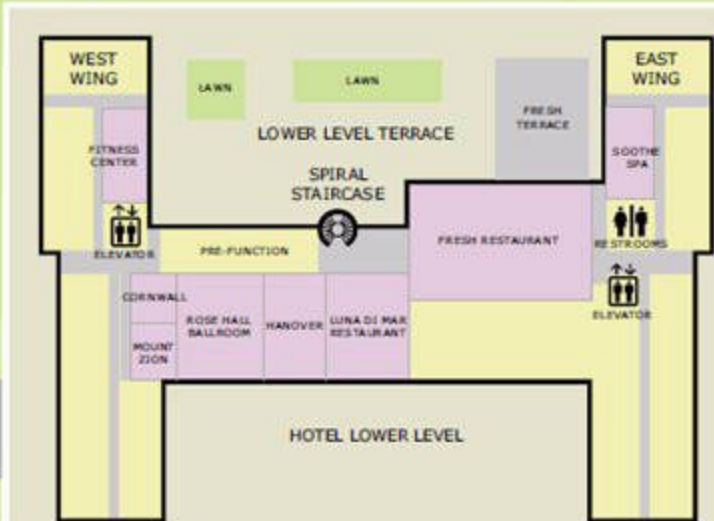 WEST
WING
EAST
WING
LAWN
LAWN
FRESH
TERRACE
LOWER LEVEL TERRACE
FITNESS
CENTER
SOOTHE
SPA
SPIRAL
STAIRCASE
ELEVATOR
PRE-FUNCTION
FRESH RESTAURANT
RESTROOMS
CORNWALL
ROSE HALL
BALLROOM
HANOVER
LUNA DI MAR
RESTAURANT
ELEVATOR
MOUNT
ZION
HOTEL LOWER LEVEL